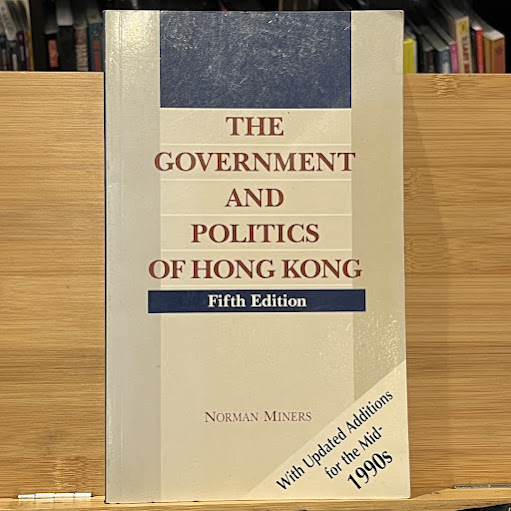 THE
GOVERNMENT
AND
POLITICS
OF HONG KONG
Fifth Edition
NORMAN MINERS
With Updated Additions
for the Mid-
1990s